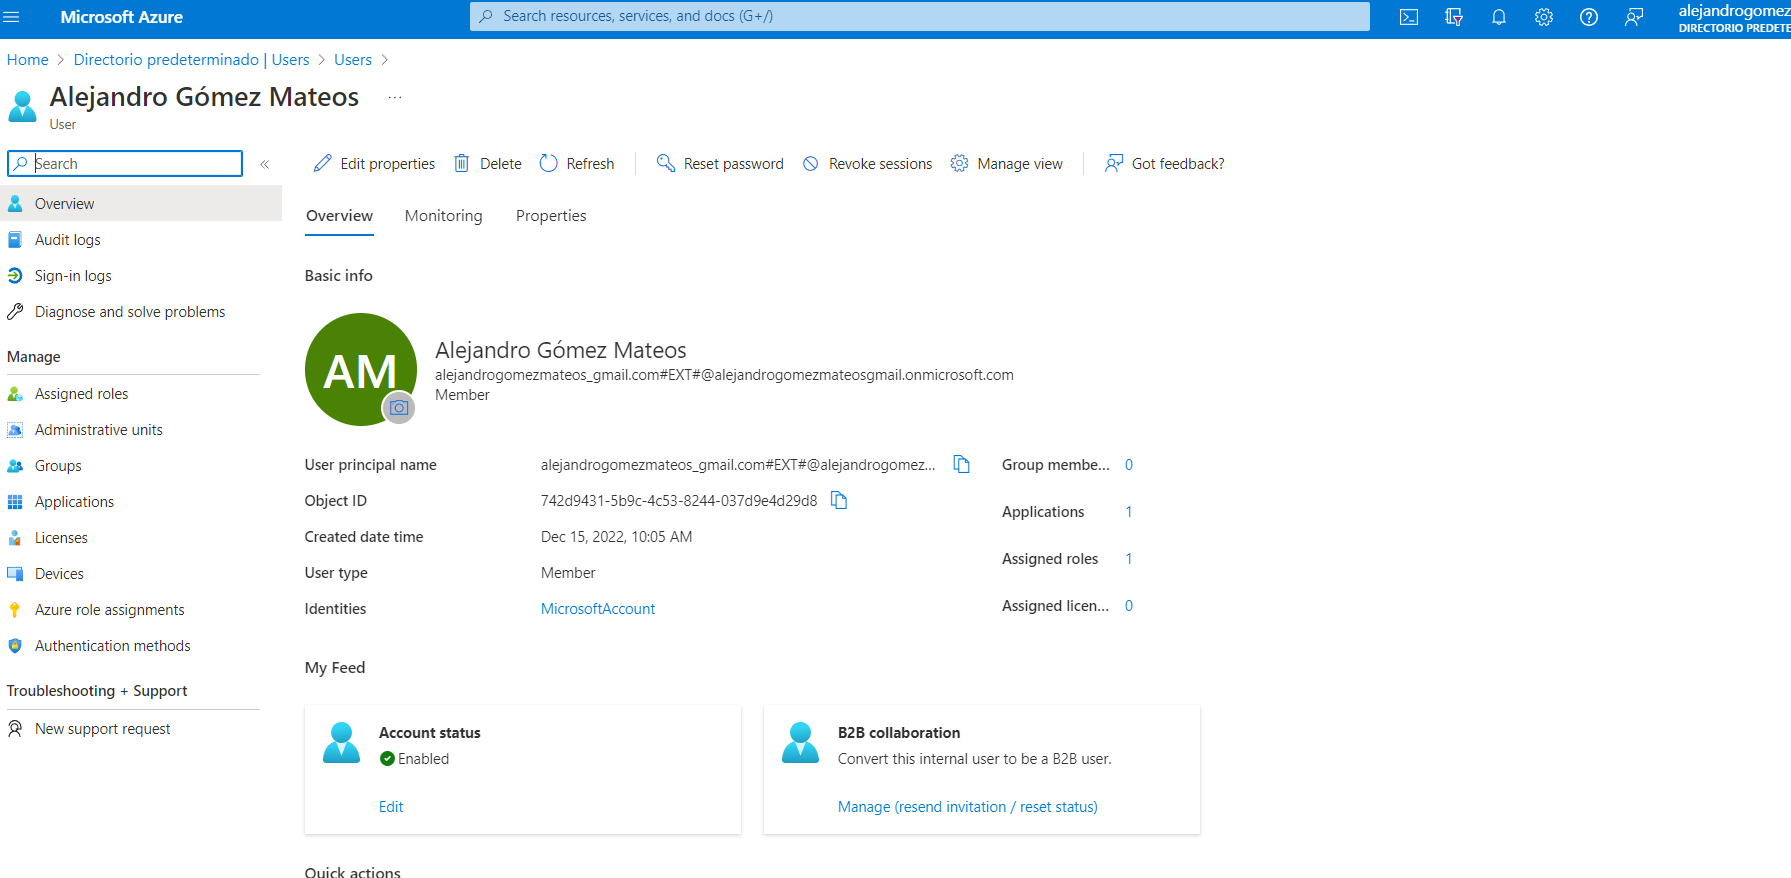 Microsoft Azure
Search resources, services, and docs (G+/)
alejandrogomez
DIRECTORIO PREDETE
Home > Directorio predeterminado | Users > Users >
Alejandro Gómez Mateos ...
User
Search «
Overview
Audit logs
Sign-in logs
Diagnose and solve problems
Manage
Assigned roles
Administrative units
Groups
Applications
Licenses
Devices
Azure role assignments
Authentication methods
Troubleshooting + Support
New support request
Edit properties Delete Refresh Reset password Revoke sessions Manage view Got feedback?
Overview Monitoring Properties
Basic info
AM
Alejandro Gómez Mateos
alejandrogomezmateos_gmail.com#EXT#@alejandrogomezmateosgmail.onmicrosoft.com
Member
User principal name alejandrogomezmateos_gmail.com#EXT#@alejandrogomez...
Object ID 742d9431-5b9c-4c53-8244-037d9e4d29d8
Created date time Dec 15, 2022, 10:05 AM
User type Member
Identities MicrosoftAccount
Group membe... 0
Applications 1
Assigned roles 1
Assigned licen... 0
My Feed
Account status
Enabled
Edit
B2B collaboration
Convert this internal user to be a B2B user.
Manage (resend invitation / reset status)
Quick actions